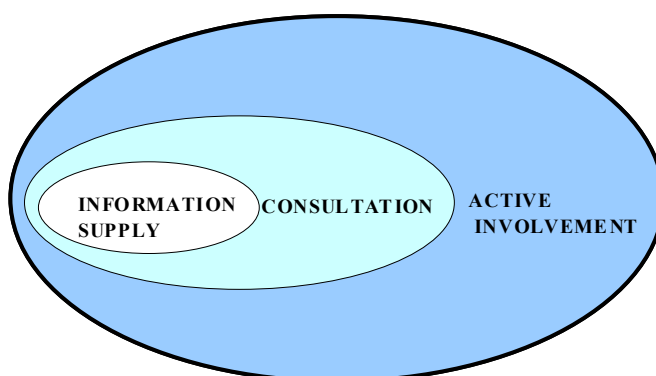 INFORMATION
SUPPLY
CONSULTATION
ACTIVE
INVOLVEMENT